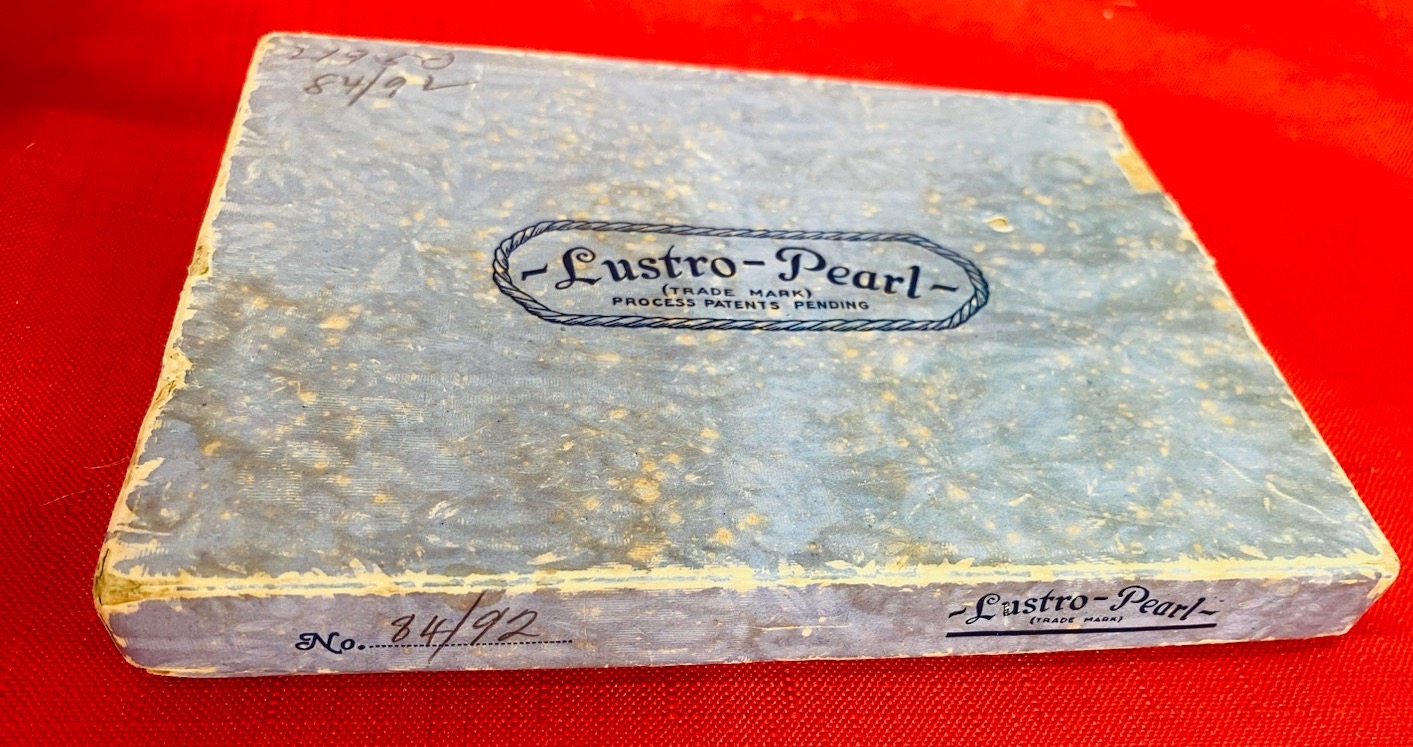 84/92
-Lustro-Pearl-
(TRADE MARK)
PROCESS PATENTS PENDING
No. 84/92
-Lustro-Pearl-
(TRADE MARK)